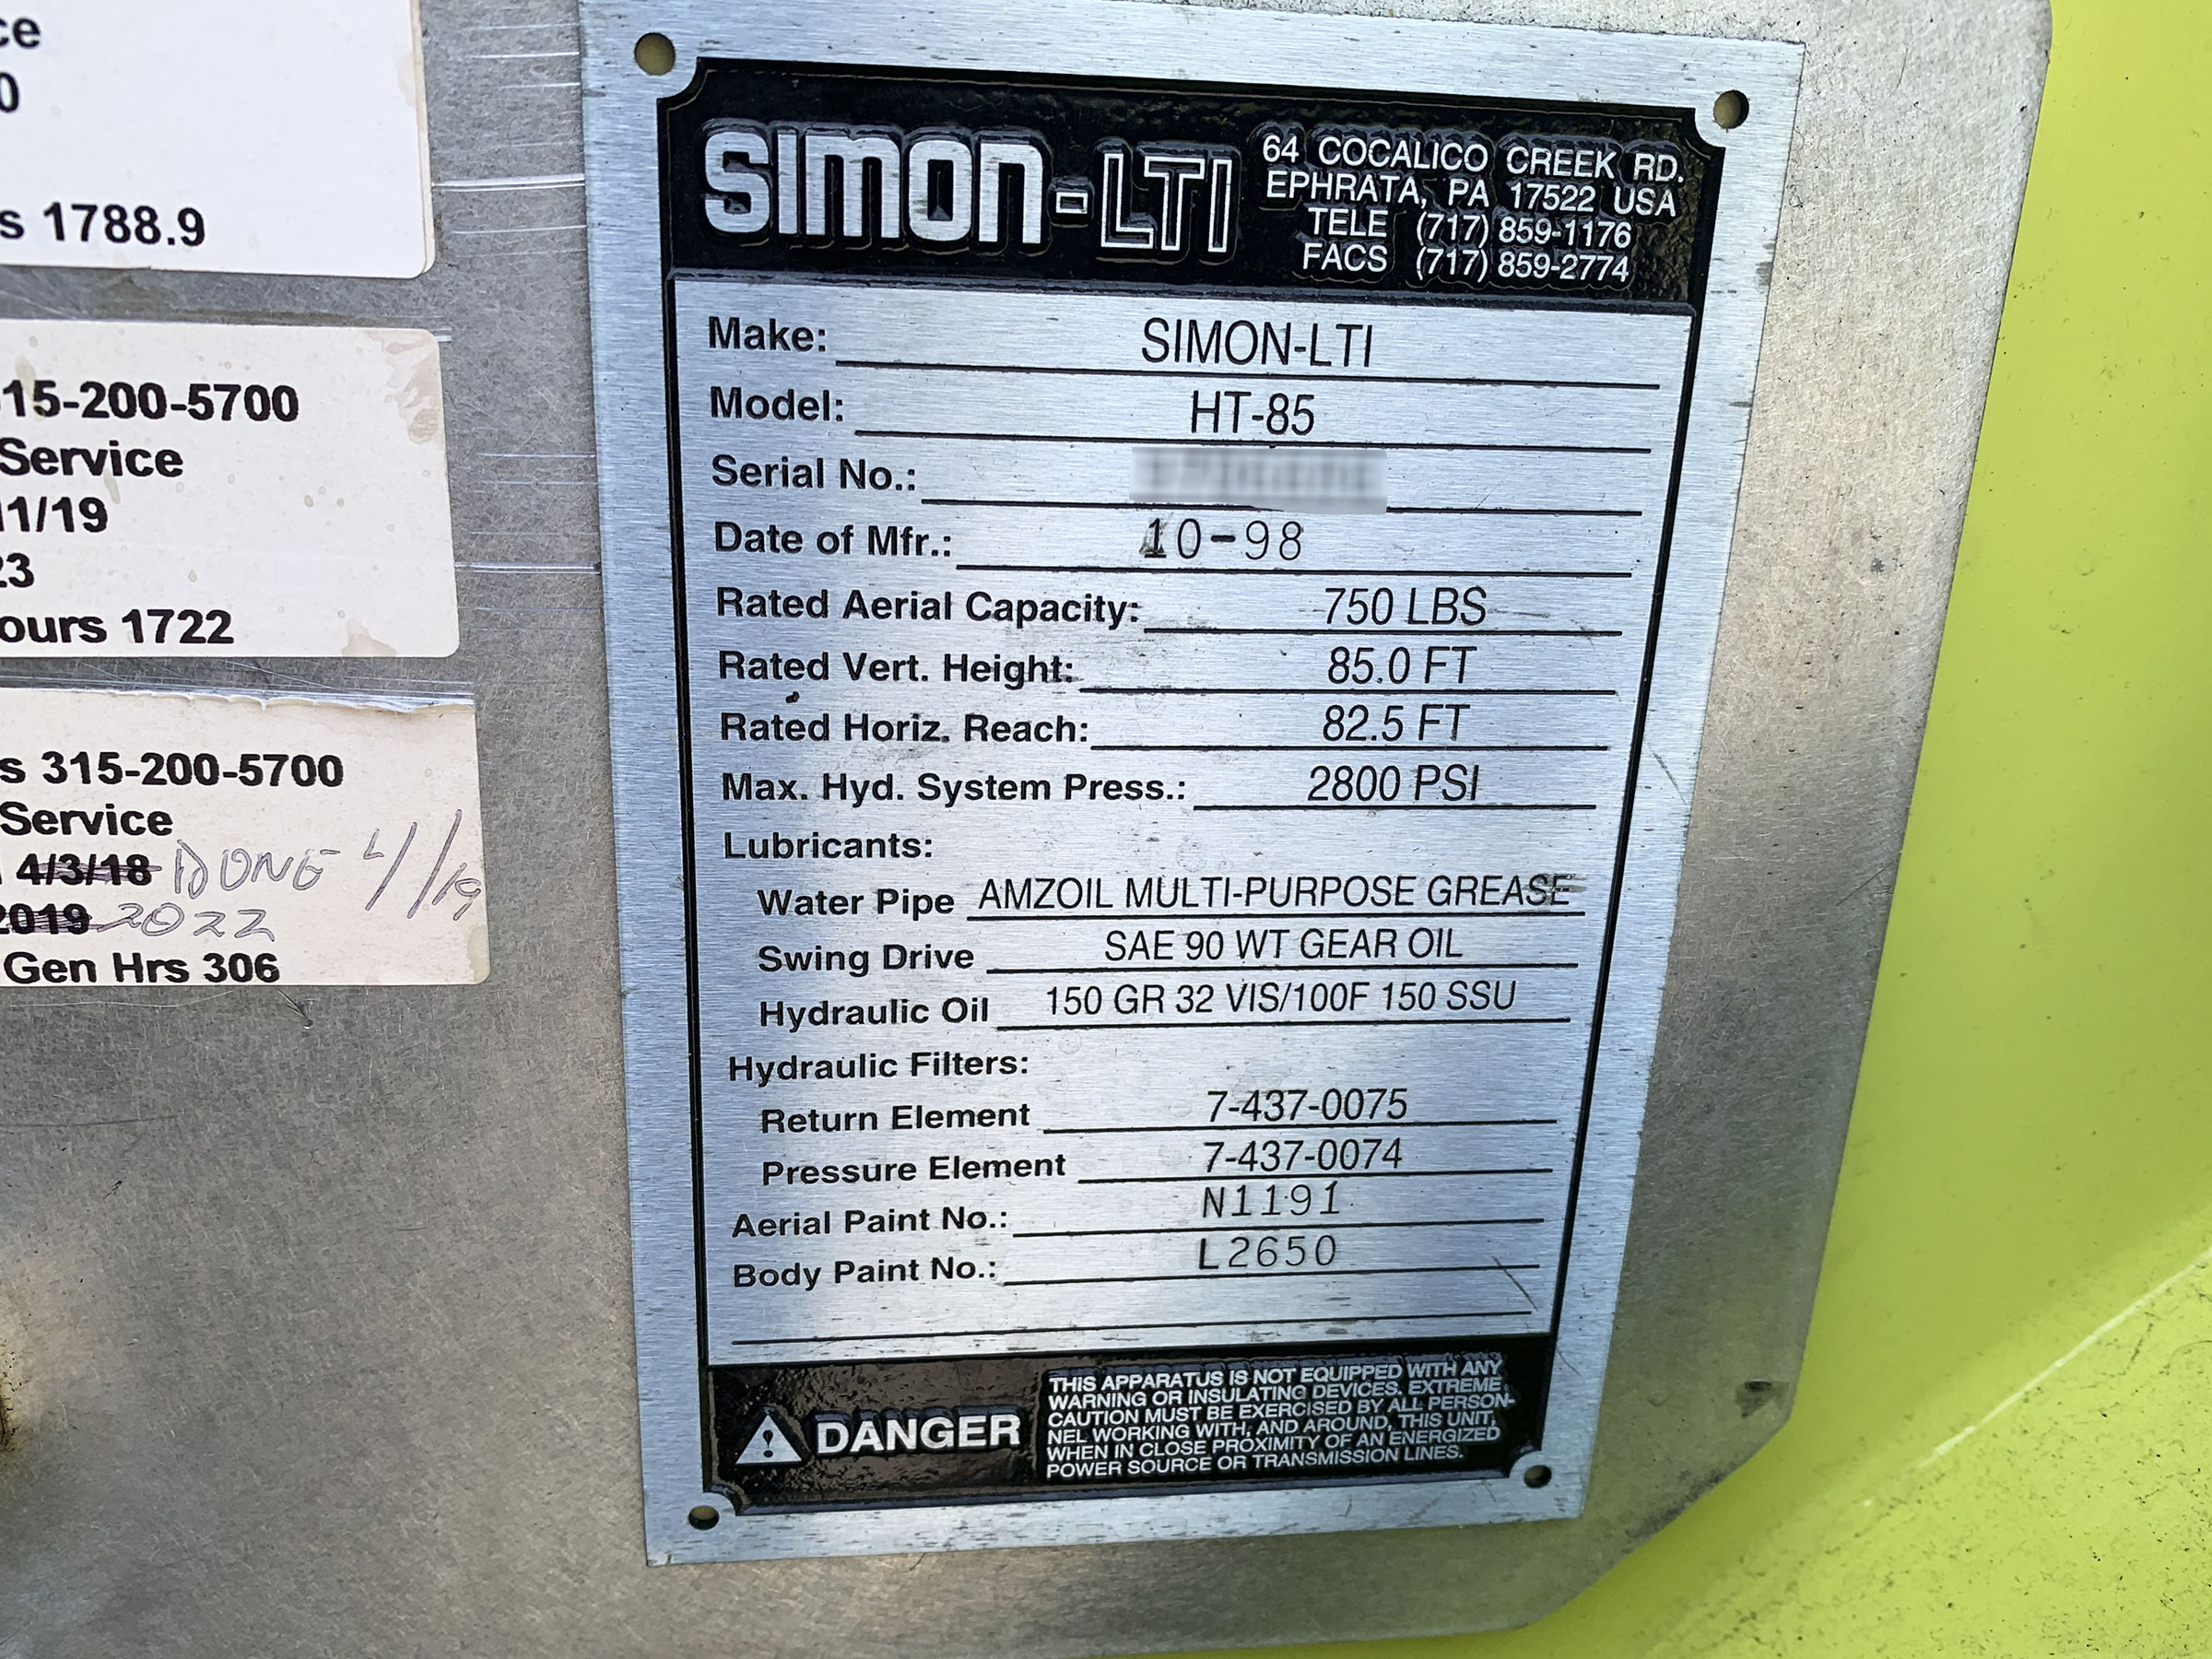 ce
0
s 1788.9
315-200-5700
Service
11/19
23
ours 1722
s 315-200-5700
Service
4/3/18 DONE 4/19
2019 2022
Gen Hrs 306
SIMON-LTI
64 COCALICO CREEK RD.
EPHRATA, PA 17522 USA
TELE (717) 859-1176
FACS (717) 859-2774
Make: SIMON-LTI
Model: HT-85
Serial No.:
Date of Mfr.: 10-98
Rated Aerial Capacity: 750 LBS
Rated Vert. Height: 85.0 FT
Rated Horiz. Reach: 82.5 FT
Max. Hyd. System Press.: 2800 PSI
Lubricants:
Water Pipe AMZOIL MULTI-PURPOSE GREASE
Swing Drive SAE 90 WT GEAR OIL
Hydraulic Oil 150 GR 32 VIS/100F 150 SSU
Hydraulic Filters:
Return Element 7-437-0075
Pressure Element 7-437-0074
Aerial Paint No.: N1191
Body Paint No.: L2650
DANGER
THIS APPARATUS IS NOT EQUIPPED WITH ANY
WARNING OR INSULATING DEVICES. EXTREME
CAUTION MUST BE EXERCISED BY ALL PERSON-
NEL WORKING WITH, AND AROUND, THIS UNIT,
WHEN IN CLOSE PROXIMITY OF AN ENERGIZED
POWER SOURCE OR TRANSMISSION LINES.